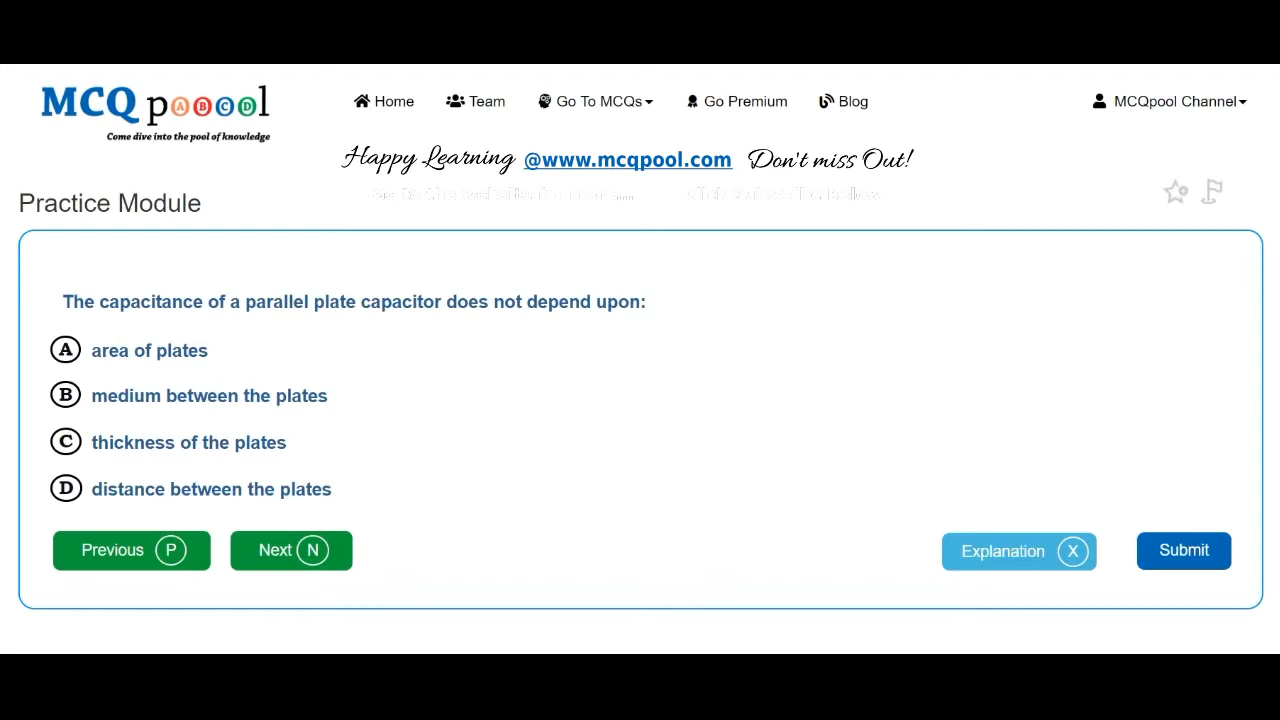 MCQ pooool
Come dive into the pool of knowledge
Home Team Go To MCQs Go Premium Blog MCQpool Channel
Happy Learning @www.mcqpool.com Don't miss Out!
Practice Module
The capacitance of a parallel plate capacitor does not depend upon:
A area of plates
B medium between the plates
C thickness of the plates
D distance between the plates
Previous P Next N Explanation X Submit